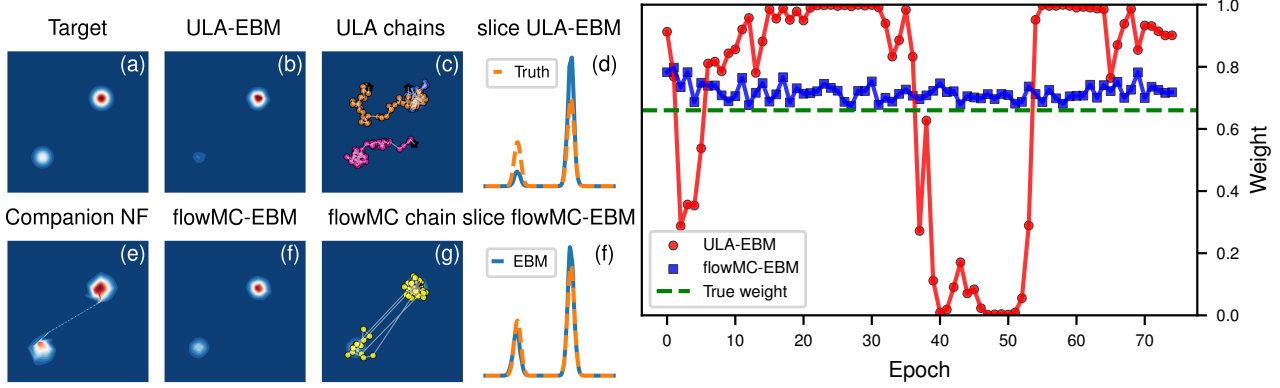 Target ULA-EBM ULA chains slice ULA-EBM
(a) (b) (c) (d)
Truth
Companion NF flowMC-EBM flowMC chain slice flowMC-EBM
(e) (f) (g) (f)
EBM
1.0
0.8
0.6
0.4
0.2
0.0
Weight
ULA-EBM
flowMC-EBM
True weight
0 10 20 30 40 50 60 70
Epoch